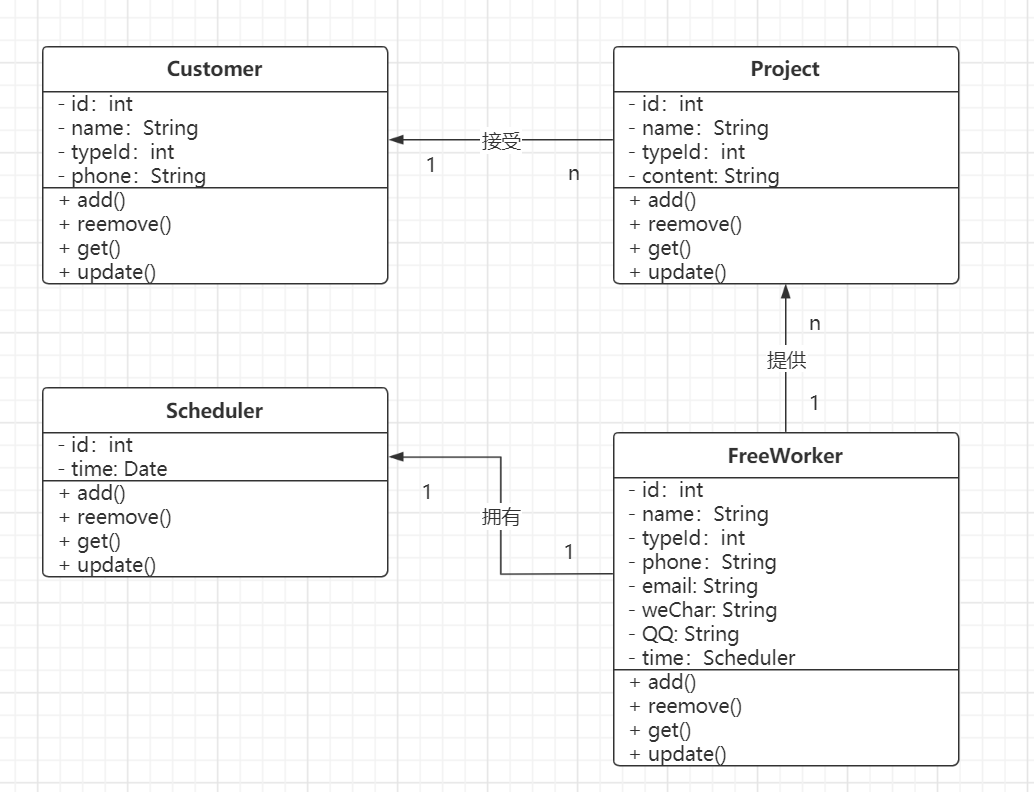 Customer
- id：int
- name：String
- typeId：int
- phone：String
+ add()
+ reemove()
+ get()
+ update()
接受
1
n
Project
- id：int
- name：String
- typeId：int
- content: String
+ add()
+ reemove()
+ get()
+ update()
n
提供
1
Scheduler
- id：int
- time: Date
+ add()
+ reemove()
+ get()
+ update()
1
拥有
1
FreeWorker
- id：int
- name：String
- typeId：int
- phone：String
- email: String
- weChar: String
- QQ: String
- time：Scheduler
+ add()
+ reemove()
+ get()
+ update()